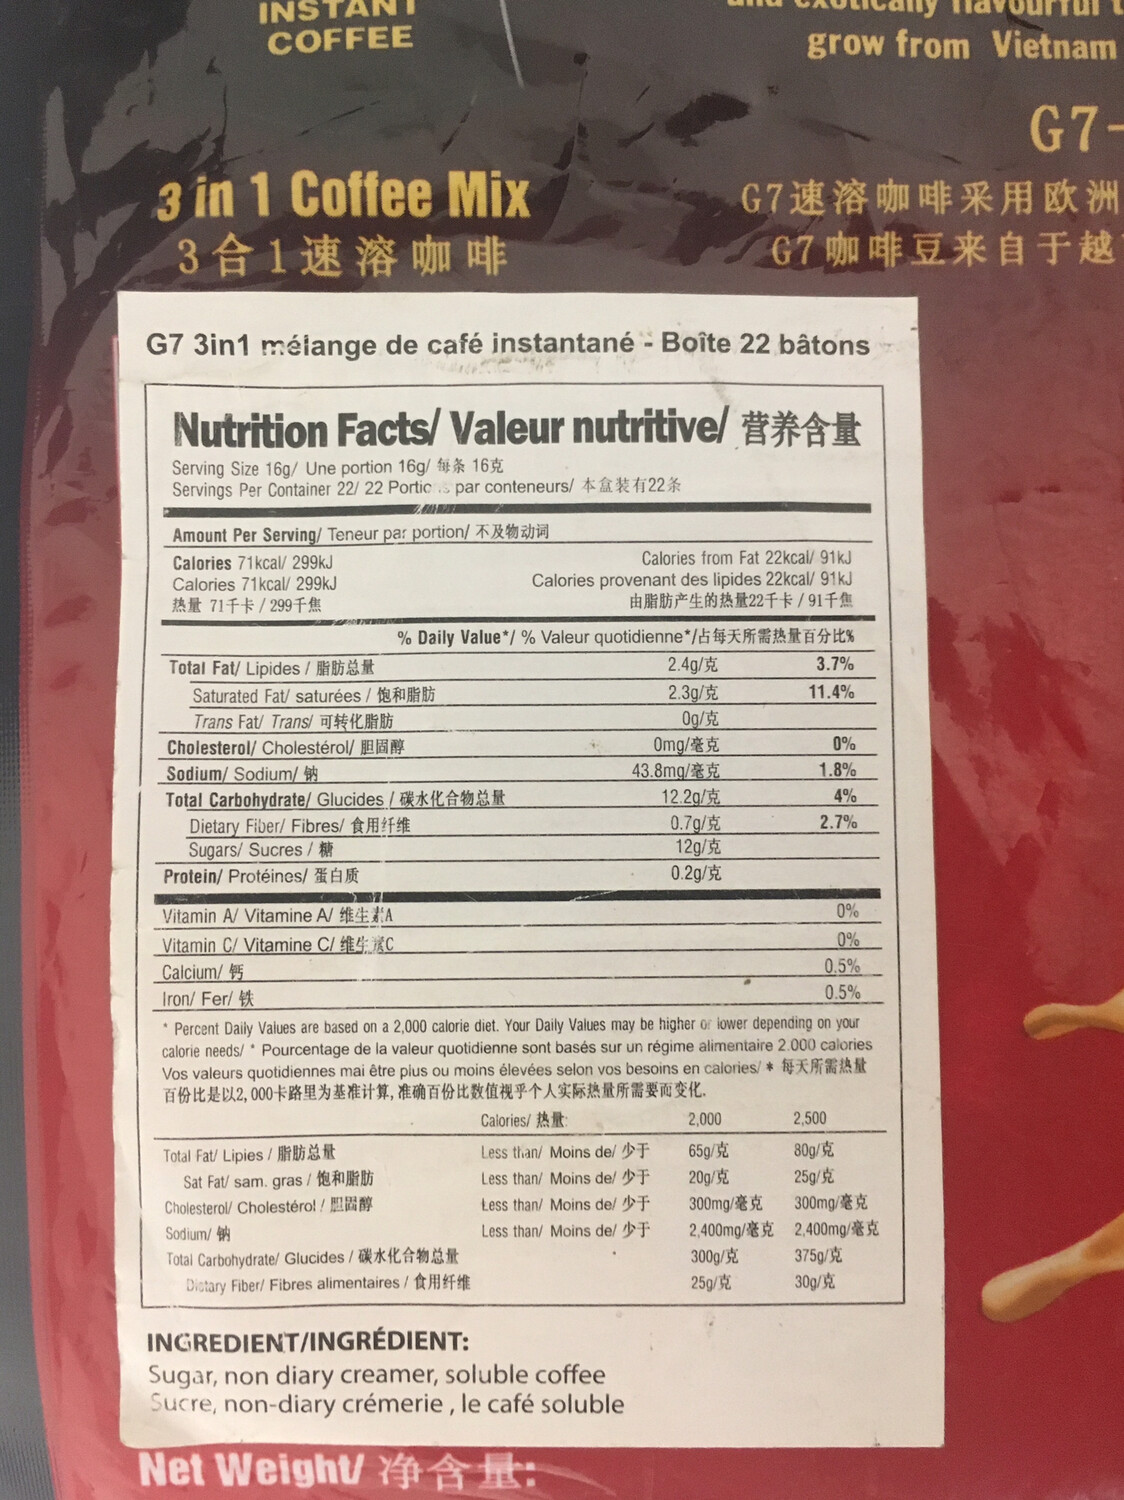 INSTANT
COFFEE
grow from Vietnam
G7-
3 in 1 Coffee Mix
3合1速溶咖啡
G7速溶咖啡采用欧洲
G7咖啡豆来自于越
G7 3in1 mélange de café instantané - Boîte 22 bâtons
Nutrition Facts/ Valeur nutritive/ 营养含量
Serving Size 16g/ Une portion 16g/ 每条 16克
Servings Per Container 22/ 22 Portions par conteneurs/ 本盒装有22条
Amount Per Serving/ Teneur par portion/ 不及物动词
Calories 71kcal/ 299kJ Calories from Fat 22kcal/ 91kJ
Calories 71kcal/ 299kJ Calories provenant des lipides 22kcal/ 91kJ
热量 71千卡 / 299千焦 由脂肪产生的热量22千卡 / 91千焦
% Daily Value*/ % Valeur quotidienne*/占每天所需热量百分比%
Total Fat/ Lipides / 脂肪总量 2.4g/克 3.7%
Saturated Fat/ saturées / 饱和脂肪 2.3g/克 11.4%
Trans Fat/ Trans/ 可转化脂肪 0g/克
Cholesterol/ Cholestérol/ 胆固醇 0mg/毫克 0%
Sodium/ Sodium/ 钠 43.8mg/毫克 1.8%
Total Carbohydrate/ Glucides / 碳水化合物总量 12.2g/克 4%
Dietary Fiber/ Fibres/ 食用纤维 0.7g/克 2.7%
Sugars/ Sucres / 糖 12g/克
Protein/ Protéines/ 蛋白质 0.2g/克
Vitamin A/ Vitamine A/ 维生素A 0%
Vitamin C/ Vitamine C/ 维生素C 0%
Calcium/ 钙 0.5%
Iron/ Fer/ 铁 0.5%
* Percent Daily Values are based on a 2,000 calorie diet. Your Daily Values may be higher or lower depending on your
calorie needs/ * Pourcentage de la valeur quotidienne sont basés sur un régime alimentaire 2.000 calories
Vos valeurs quotidiennes mai être plus ou moins élevées selon vos besoins en calories/ * 每天所需热量
百份比是以2,000卡路里为基准计算,准确百份比数值视乎个人实际热量所需要而变化.
Calories/ 热量: 2,000 2,500
Total Fat/ Lipies / 脂肪总量 Less than/ Moins de/ 少于 65g/克 80g/克
Sat Fat/ sam. gras / 饱和脂肪 Less than/ Moins de/ 少于 20g/克 25g/克
Cholesterol/ Cholestérol / 胆固醇 Less than/ Moins de/ 少于 300mg/毫克 300mg/毫克
Sodium/ 钠 Less than/ Moins de/ 少于 2,400mg/毫克 2,400mg/毫克
Total Carbohydrate/ Glucides / 碳水化合物总量 300g/克 375g/克
Dietary Fiber/ Fibres alimentaires / 食用纤维 25g/克 30g/克
INGREDIENT/INGRÉDIENT:
Sugar, non diary creamer, soluble coffee
Sucre, non-diary crémerie , le café soluble
Net Weight/ 净含量: